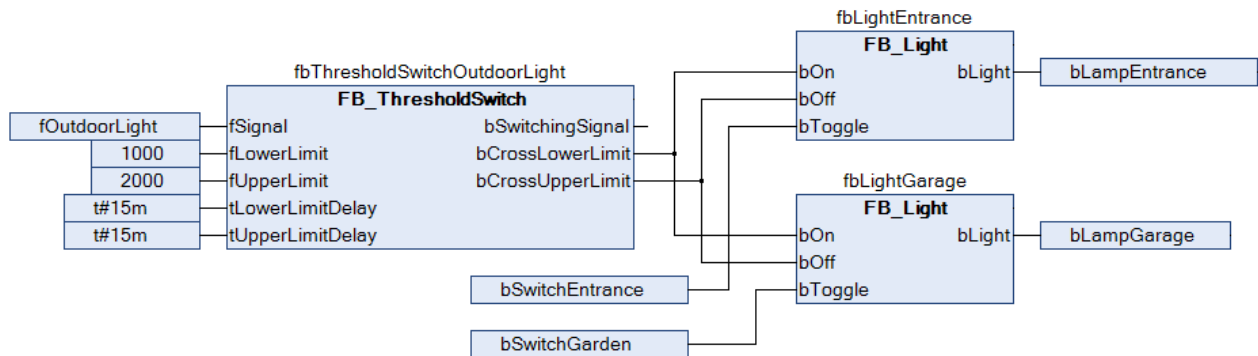 fbLightEntrance
FB_Light
bOn bLight bLampEntrance
bOff
bToggle
fbThresholdSwitchOutdoorLight
FB_ThresholdSwitch
fOutdoorLight fSignal bSwitchingSignal
1000 fLowerLimit bCrossLowerLimit
2000 fUpperLimit bCrossUpperLimit
t#15m tLowerLimitDelay
t#15m tUpperLimitDelay
fbLightGarage
FB_Light
bOn bLight bLampGarage
bOff
bToggle
bSwitchEntrance
bSwitchGarden